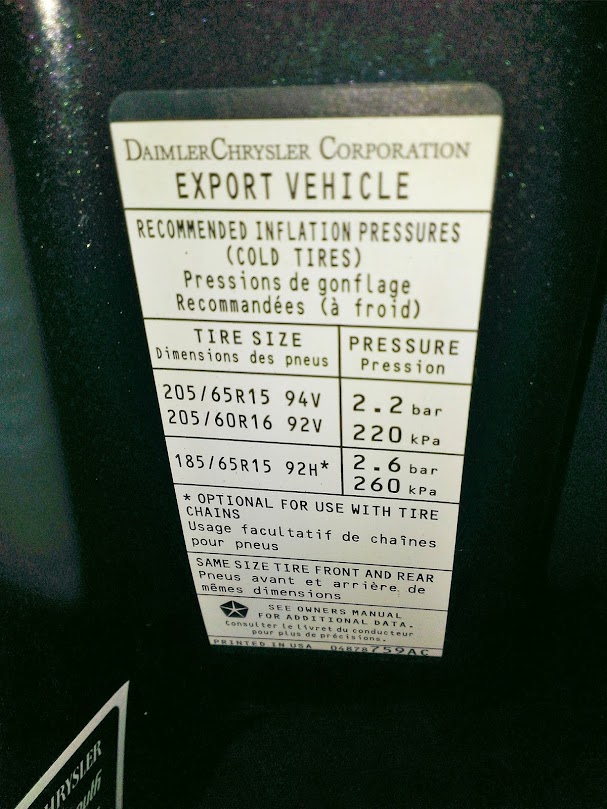 DAIMLERCHRYSLER CORPORATION
EXPORT VEHICLE
RECOMMENDED INFLATION PRESSURES
(COLD TIRES)
Pressions de gonflage
Recommandées (à froid)
TIRE SIZE
Dimensions des pneus
PRESSURE
Pression
205/65R15 94V
205/60R16 92V
2.2 bar
220 kPa
185/65R15 92H*
2.6 bar
260 kPa
* OPTIONAL FOR USE WITH TIRE
CHAINS
Usage facultatif de chaînes
pour pneus
SAME SIZE TIRE FRONT AND REAR
Pneus avant et arrière de
mêmes dimensions
SEE OWNERS MANUAL
FOR ADDITIONAL DATA.
Consulter le livret du conducteur
pour plus de précisions.
PRINTED IN USA 04878759AC
HRYSLER